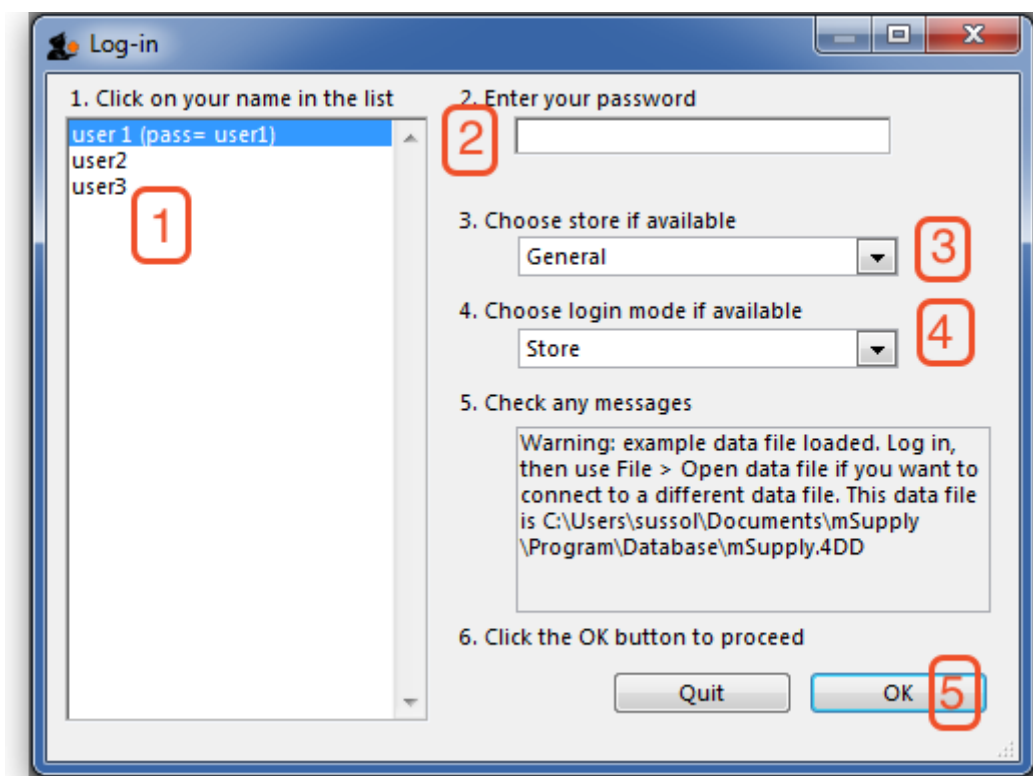 Log-in
1. Click on your name in the list
user 1 (pass= user1)
user2
user3
1
2. Enter your password
2
3. Choose store if available
General
3
4. Choose login mode if available
Store
4
5. Check any messages
Warning: example data file loaded. Log in,
then use File > Open data file if you want to
connect to a different data file. This data file
is C:\Users\sussol\Documents\mSupply
\Program\Database\mSupply.4DD
6. Click the OK button to proceed
Quit
OK
5